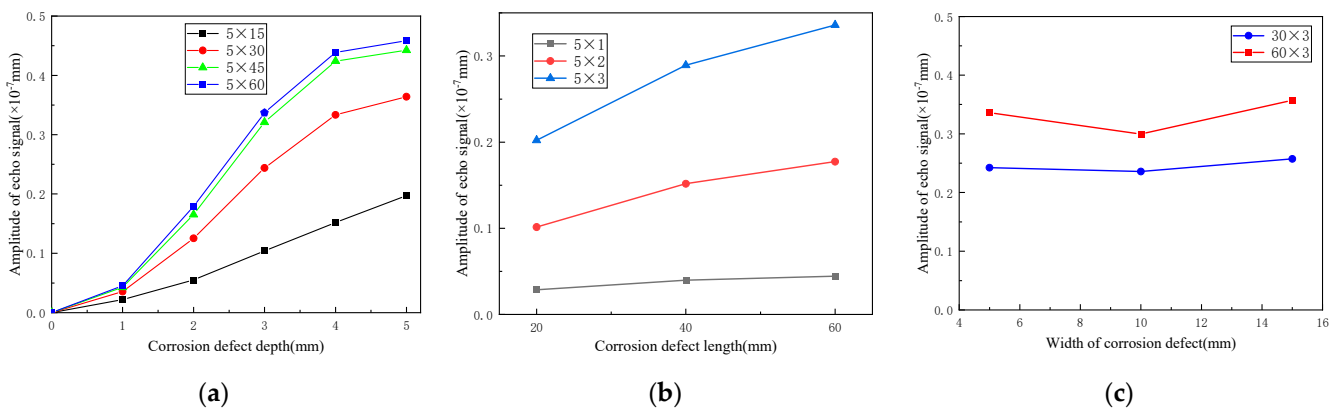 0.5
0.4
0.3
0.2
0.1
0.0
Amplitude of echo signal(×10⁻⁷mm)
5×15
5×30
5×45
5×60
0 1 2 3 4 5
Corrosion defect depth(mm)
(a)
0.3
0.2
0.1
0.0
Amplitude of echo signal(×10⁻⁷mm)
5×1
5×2
5×3
20 40 60
Corrosion defect length(mm)
(b)
0.5
0.4
0.3
0.2
0.1
0.0
Amplitude of echo signal(×10⁻⁷mm)
30×3
60×3
4 6 8 10 12 14 16
Width of corrosion defect(mm)
(c)